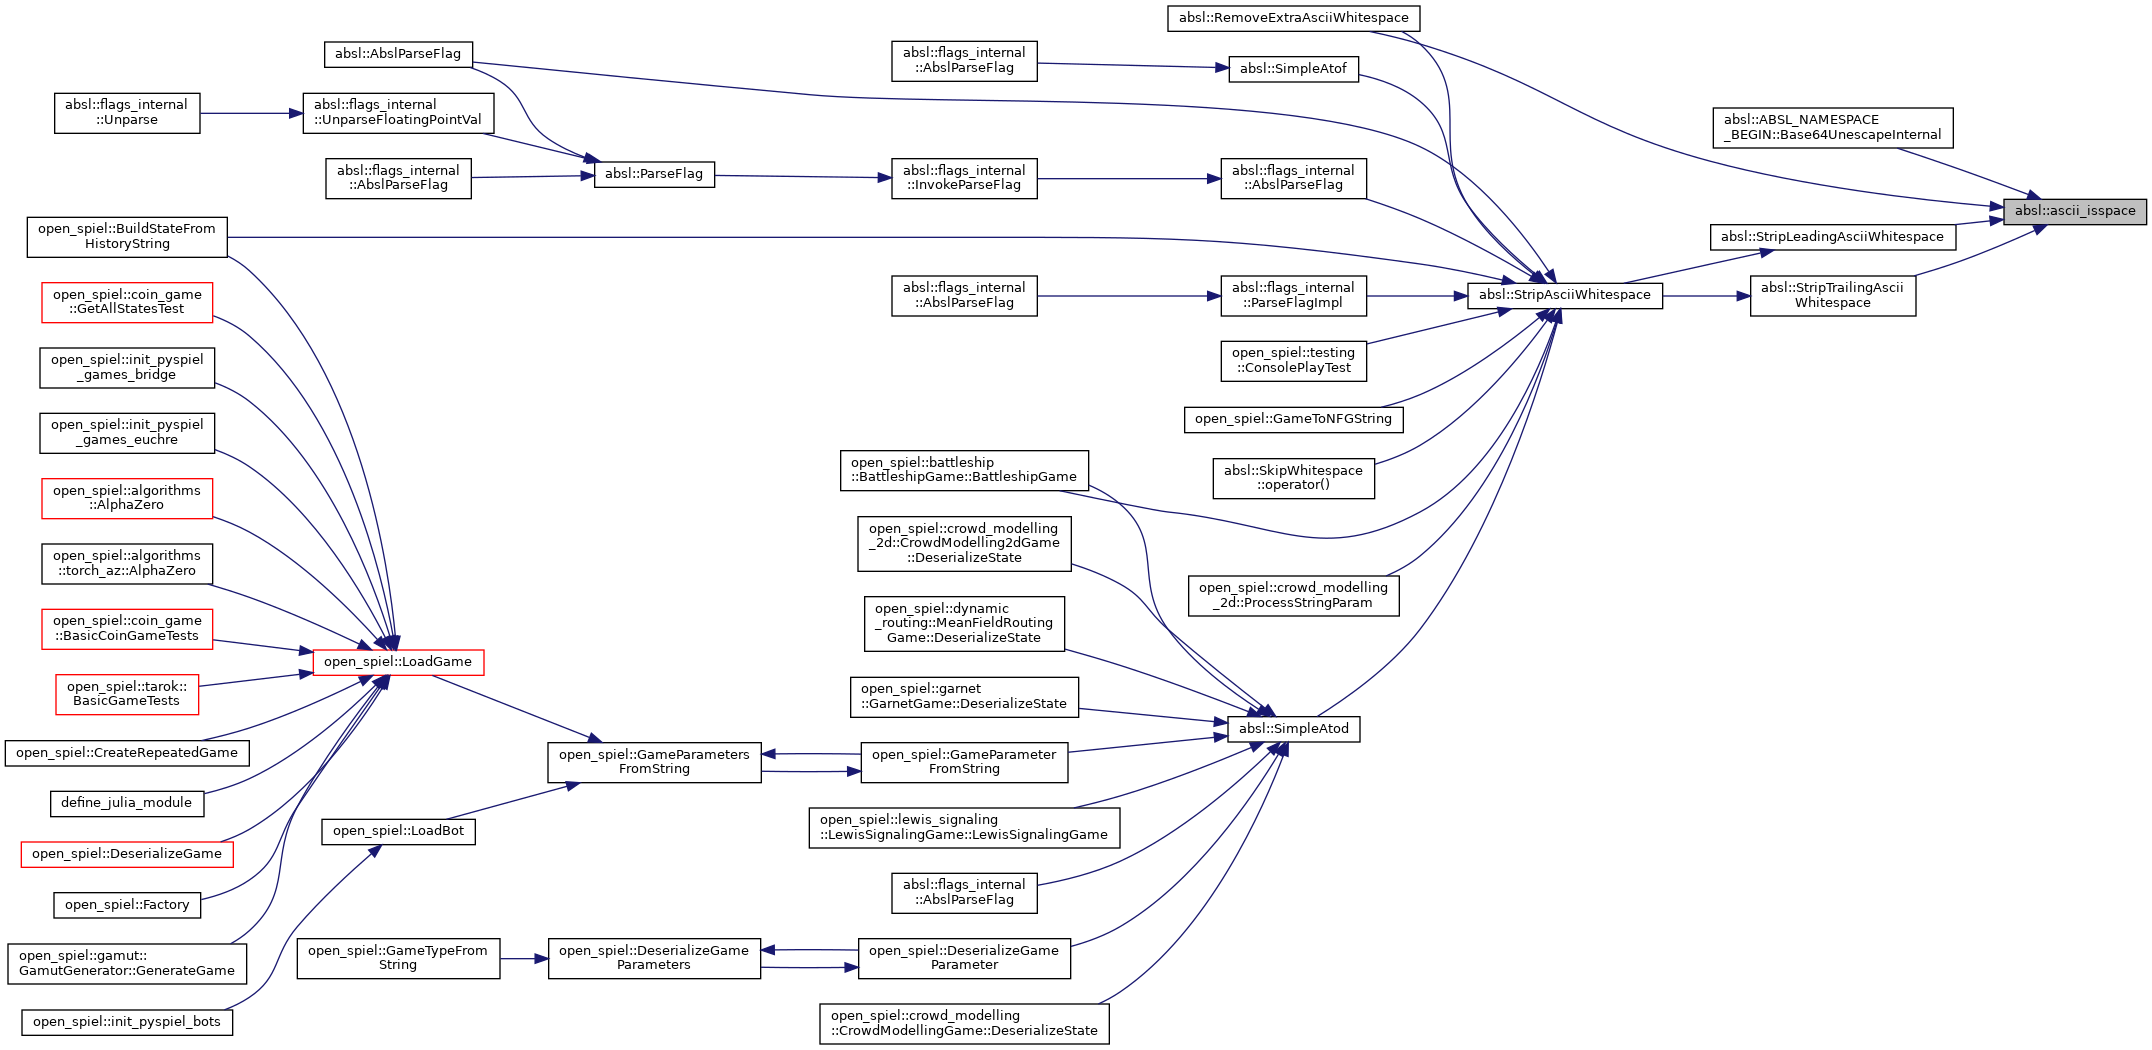 absl::RemoveExtraAsciiWhitespace
absl::AbslParseFlag
absl::flags_internal
::AbslParseFlag
absl::SimpleAtof
absl::flags_internal
::Unparse
absl::flags_internal
::UnparseFloatingPointVal
absl::ABSL_NAMESPACE
_BEGIN::Base64UnescapeInternal
absl::flags_internal
::AbslParseFlag
absl::ParseFlag
absl::flags_internal
::InvokeParseFlag
absl::flags_internal
::AbslParseFlag
absl::ascii_isspace
open_spiel::BuildStateFrom
HistoryString
absl::StripLeadingAsciiWhitespace
open_spiel::coin_game
::GetAllStatesTest
absl::flags_internal
::AbslParseFlag
absl::flags_internal
::ParseFlagImpl
absl::StripAsciiWhitespace
absl::StripTrailingAscii
Whitespace
open_spiel::init_pyspiel
_games_bridge
open_spiel::testing
::ConsolePlayTest
open_spiel::init_pyspiel
_games_euchre
open_spiel::GameToNFGString
open_spiel::algorithms
::AlphaZero
open_spiel::battleship
::BattleshipGame::BattleshipGame
absl::SkipWhitespace
::operator()
open_spiel::algorithms
::torch_az::AlphaZero
open_spiel::crowd_modelling
_2d::CrowdModelling2dGame
::DeserializeState
open_spiel::crowd_modelling
_2d::ProcessStringParam
open_spiel::coin_game
::BasicCoinGameTests
open_spiel::dynamic
_routing::MeanFieldRouting
Game::DeserializeState
open_spiel::LoadGame
open_spiel::tarok::
BasicGameTests
open_spiel::garnet
::GarnetGame::DeserializeState
absl::SimpleAtod
open_spiel::CreateRepeatedGame
open_spiel::GameParameters
FromString
open_spiel::GameParameter
FromString
define_julia_module
open_spiel::LoadBot
open_spiel::lewis_signaling
::LewisSignalingGame::LewisSignalingGame
open_spiel::DeserializeGame
open_spiel::Factory
absl::flags_internal
::AbslParseFlag
open_spiel::gamut::
GamutGenerator::GenerateGame
open_spiel::GameTypeFrom
String
open_spiel::DeserializeGame
Parameters
open_spiel::DeserializeGame
Parameter
open_spiel::init_pyspiel_bots
open_spiel::crowd_modelling
::CrowdModellingGame::DeserializeState